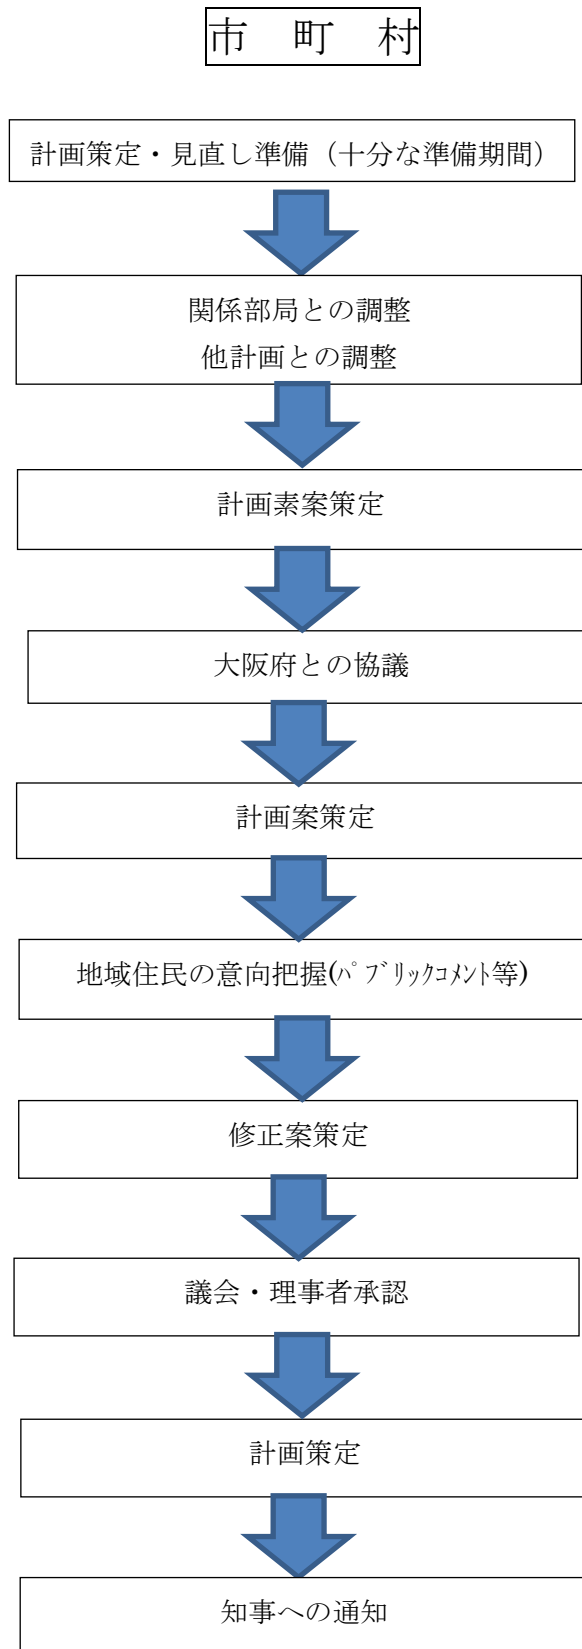 市　町　村
計画策定・見直し準備（十分な準備期間）
関係部局との調整
他計画との調整
計画素案策定
大阪府との協議
計画案策定
地域住民の意向把握(ﾊﾟﾌﾞﾘｯｸｺﾒﾝﾄ等)
修正案策定
議会・理事者承認
計画策定
知事への通知